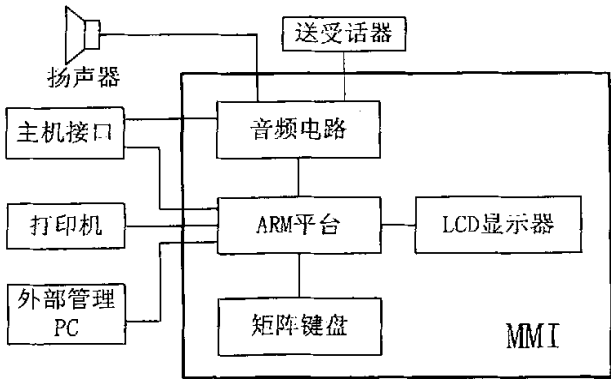 送受话器
扬声器
主机接口
音频电路
打印机
ARM平台
LCD显示器
外部管理
PC
矩阵键盘
MMI